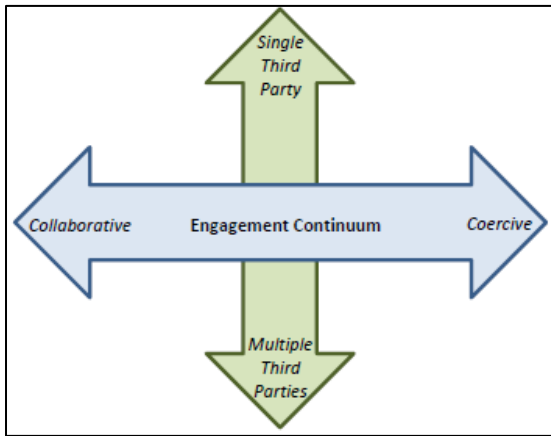 Single
Third
Party
Collaborative
Engagement Continuum
Coercive
Multiple
Third
Parties